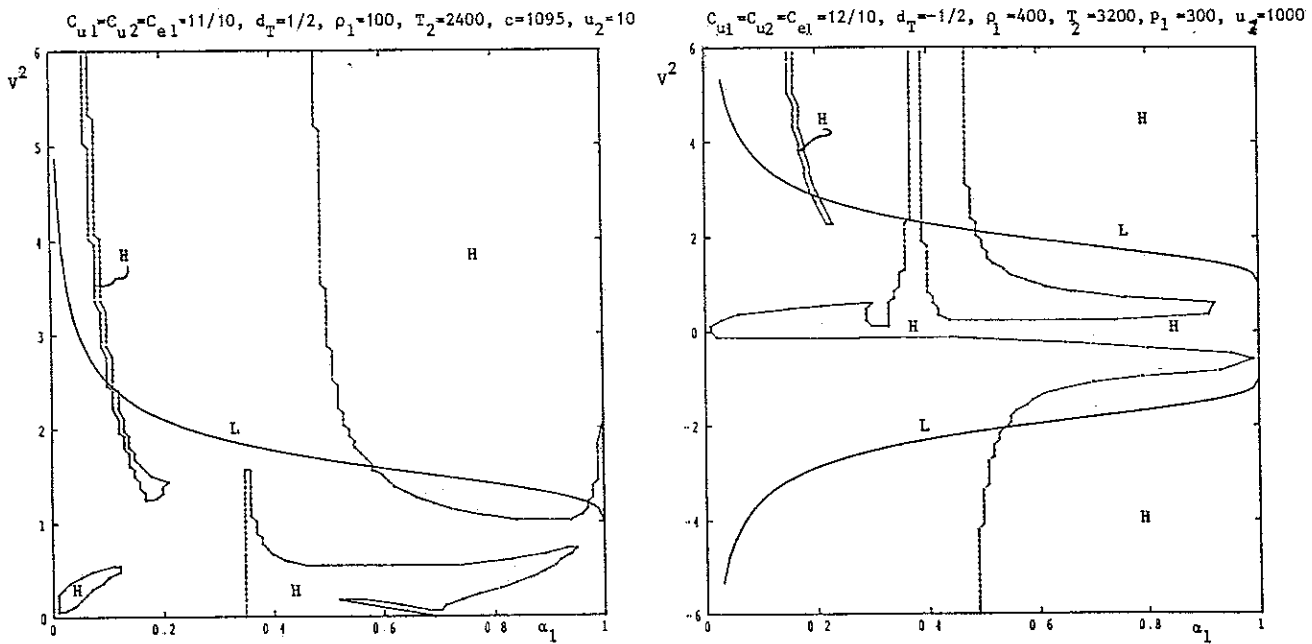 C_u1=C_u2=C_e1=11/10, d_T=1/2, ρ_1=100, T_2=2400, c=1095, u_2=10
6
V^2
5
4
3
2
1
0
H
H
L
H
H
0
0.2
0.4
0.6
0.8
α_1
1
C_u1=C_u2=C_e1=12/10, d_T=-1/2, ρ_1=400, T_2=3200, p_1=300, u_2=1000
6
V^2
4
2
0
-2
-4
-6
H
H
L
H
H
L
H
0
0.2
0.4
0.6
0.8
α_1
1